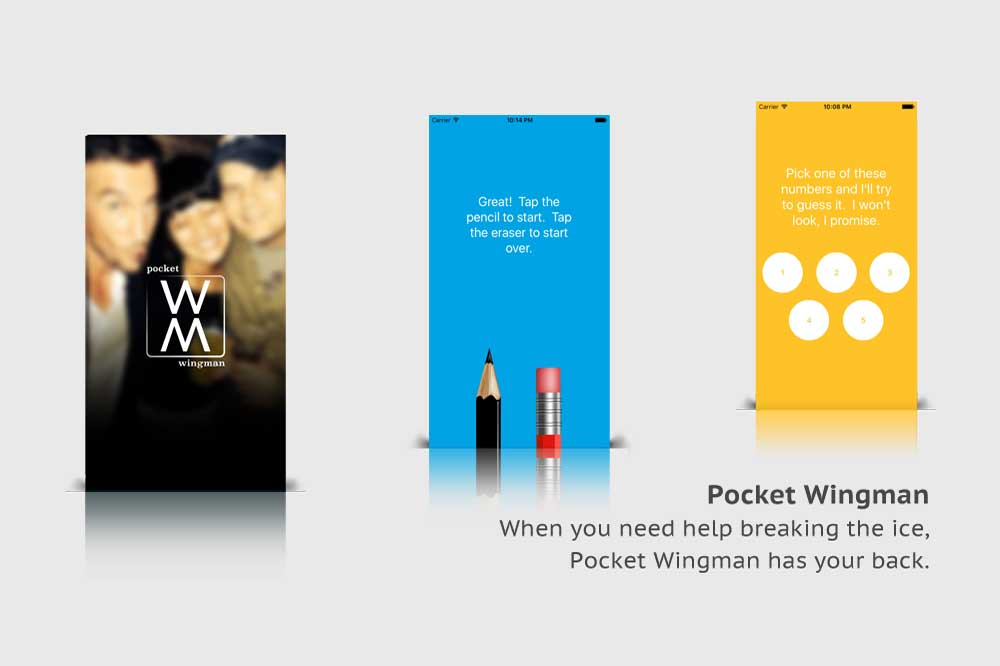 pocket
WM
wingman
Carrier 10:14 PM
Great! Tap the
pencil to start. Tap
the eraser to start
over.
Carrier 10:08 PM
Pick one of these
numbers and I'll try
to guess it. I won't
look, I promise.
1 2 3
4 5
Pocket Wingman
When you need help breaking the ice,
Pocket Wingman has your back.